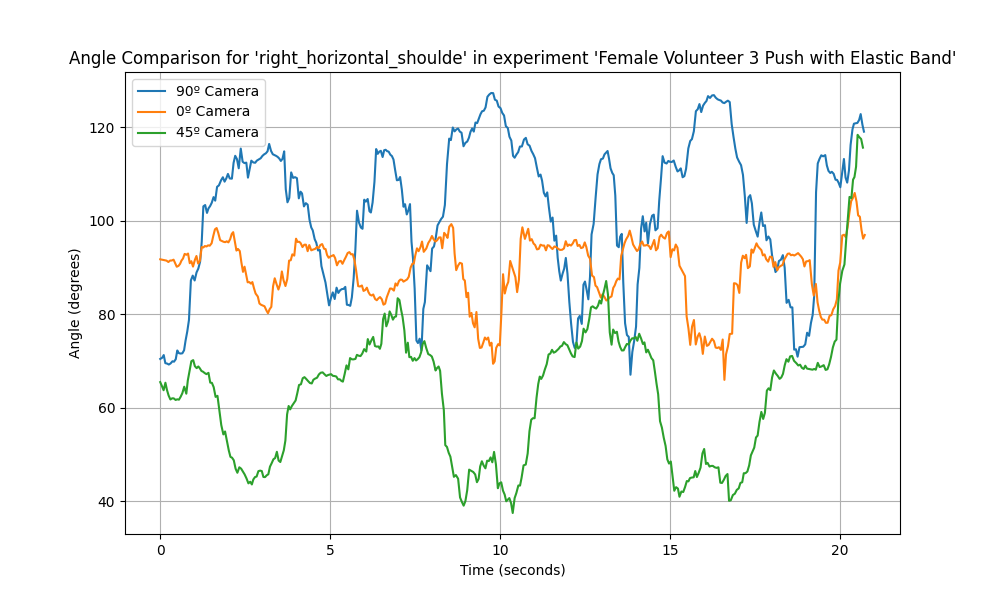 Angle Comparison for 'right_horizontal_shoulde' in experiment 'Female Volunteer 3 Push with Elastic Band'
90º Camera
0º Camera
45º Camera
120
100
80
60
40
Angle (degrees)
0 5 10 15 20
Time (seconds)